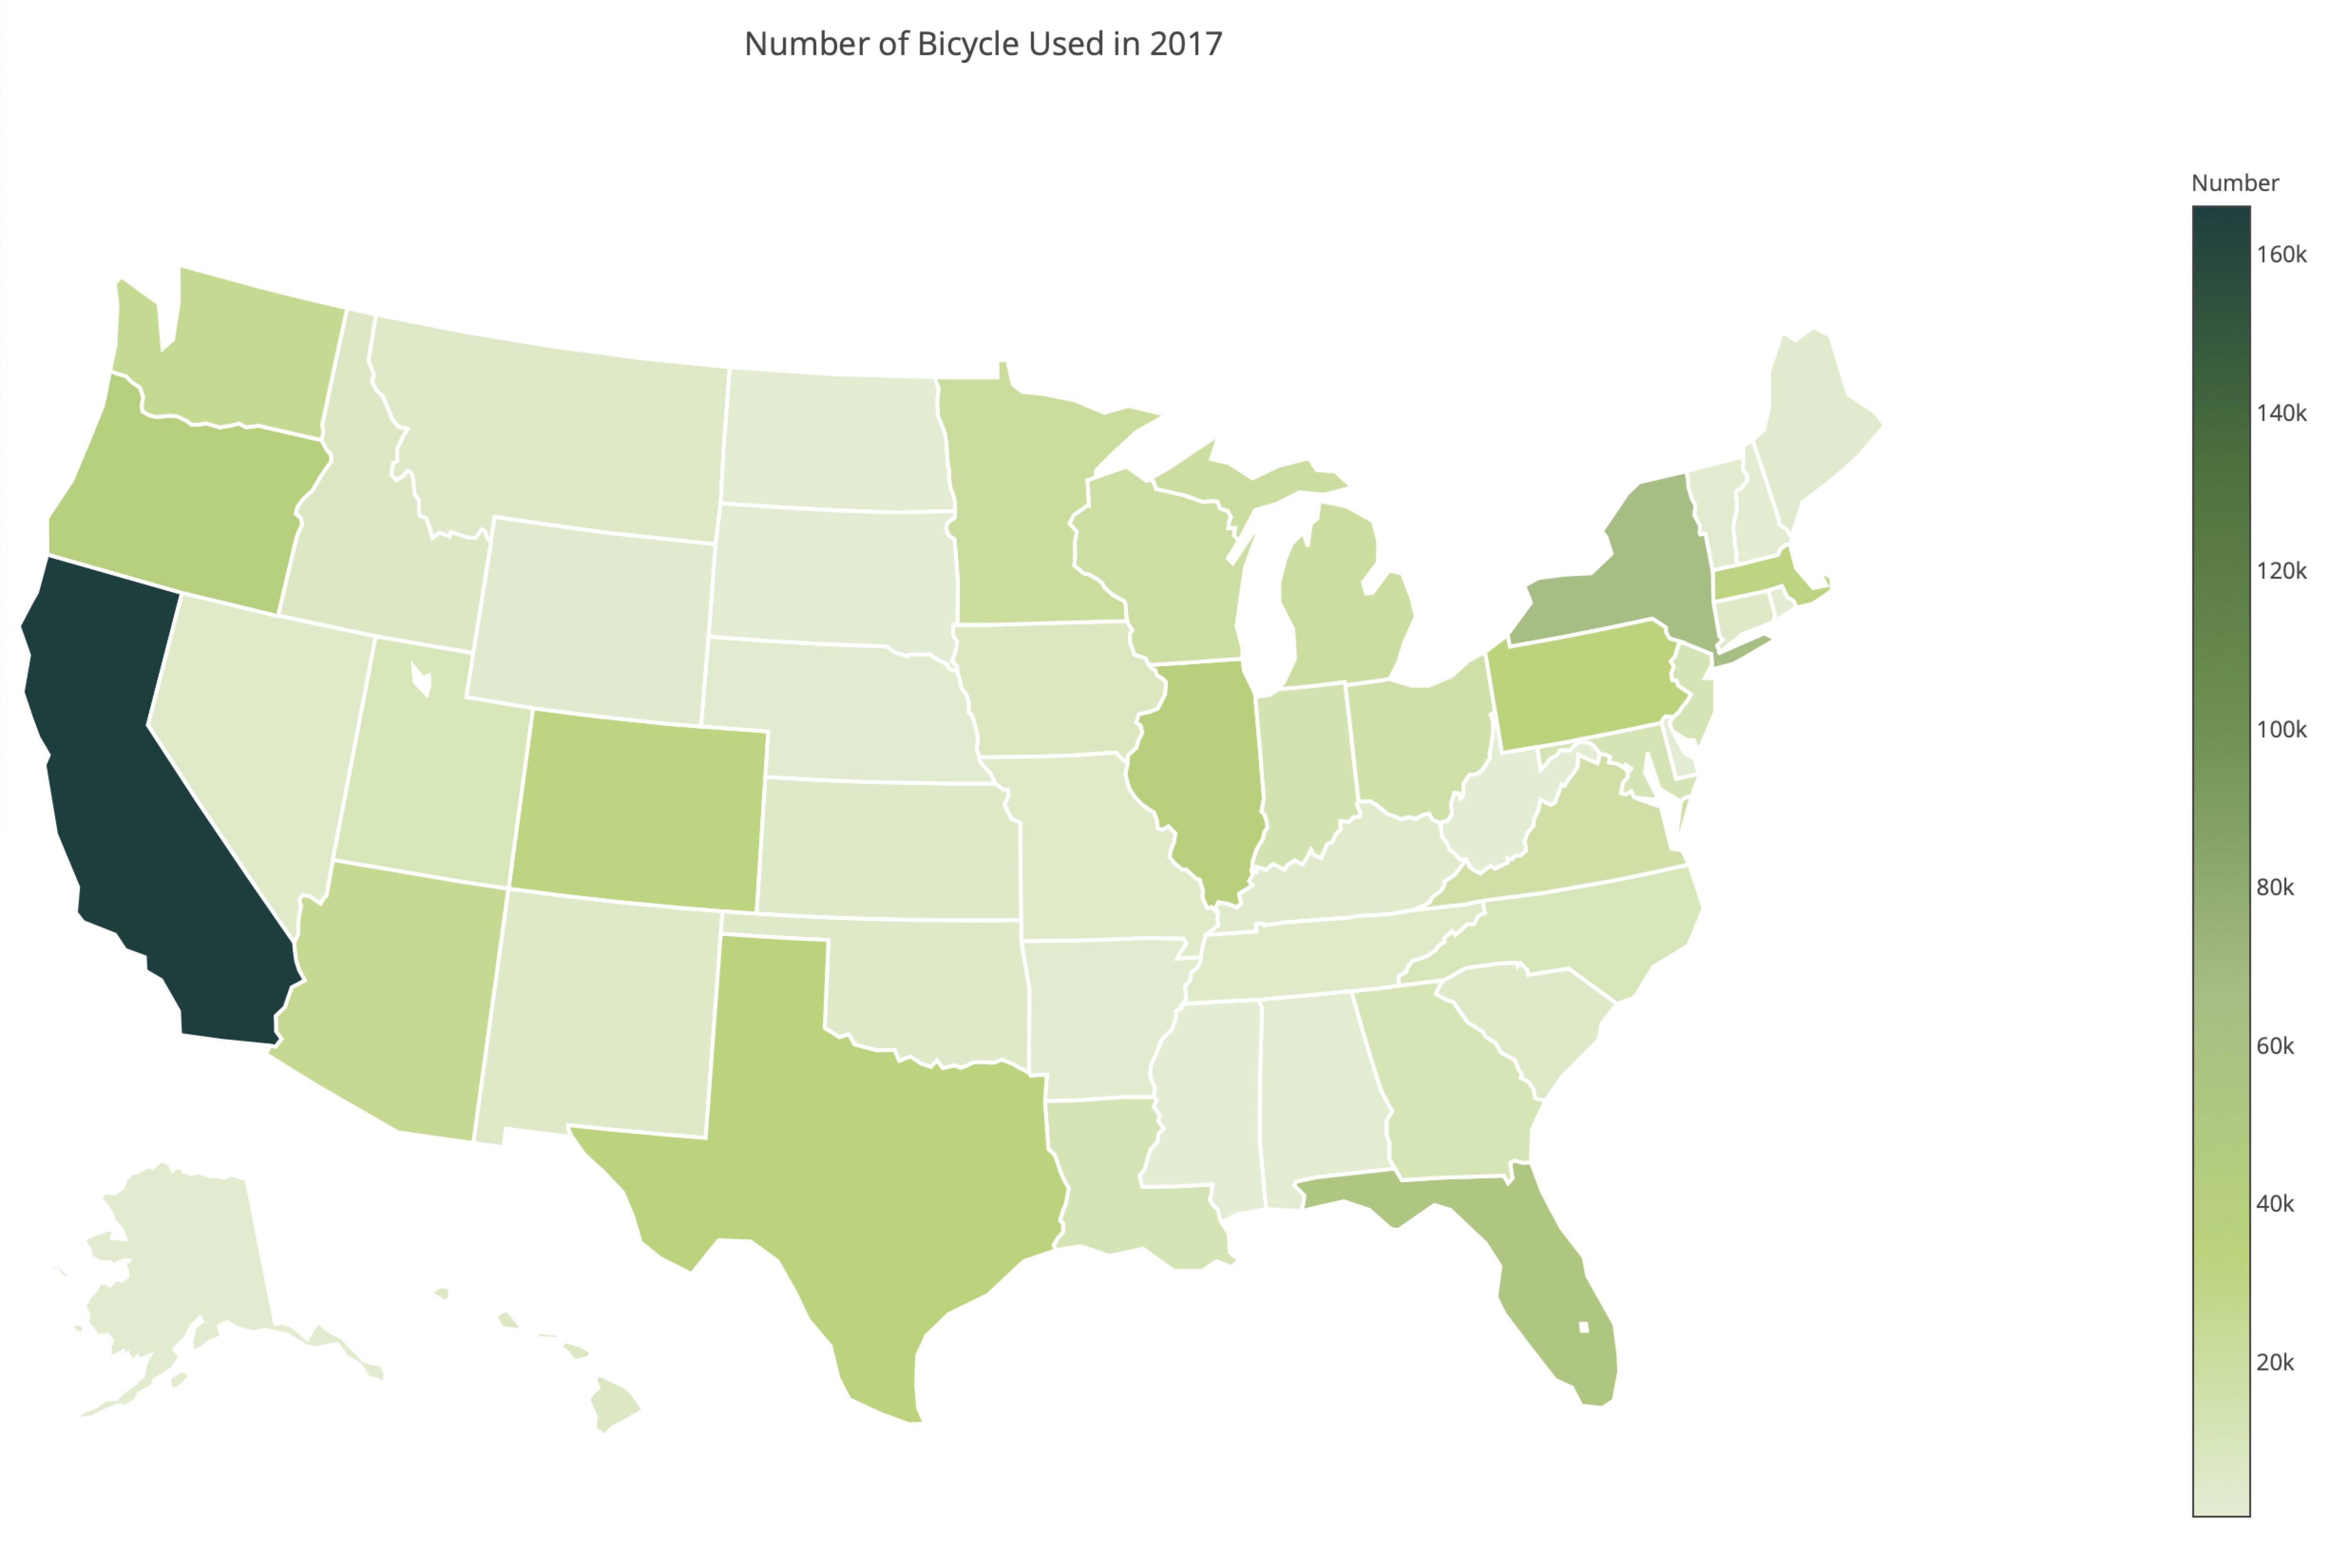 Number of Bicycle Used in 2017
Number
160k
140k
120k
100k
80k
60k
40k
20k